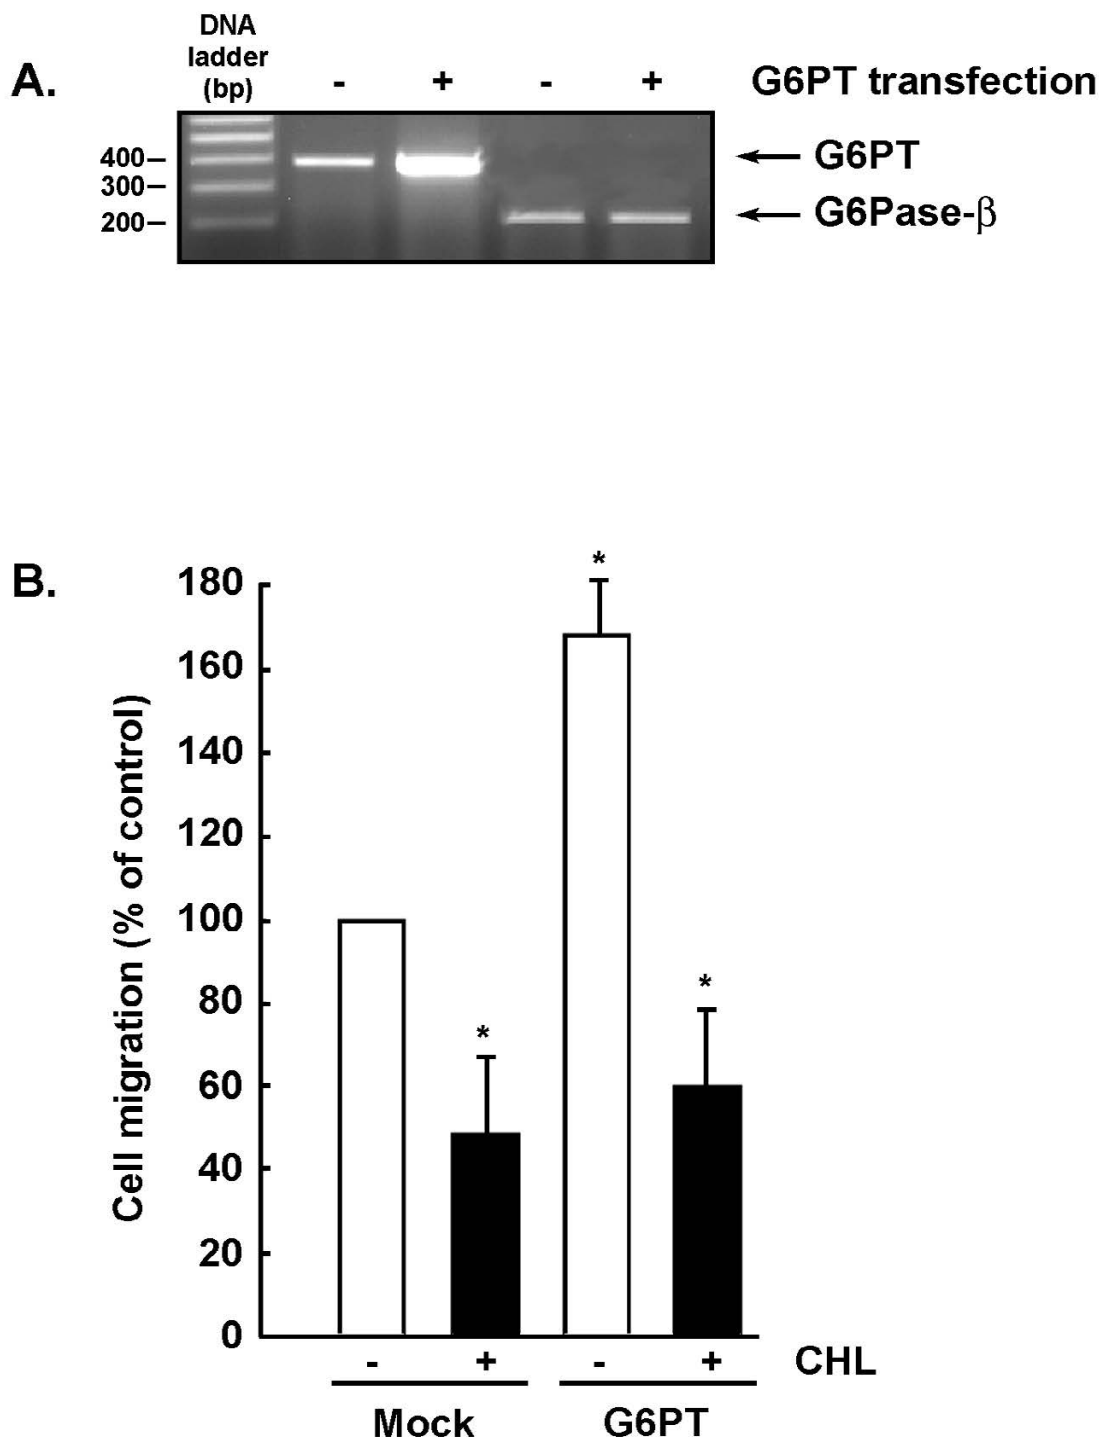 A.
DNA
ladder
(bp)
- + - + G6PT transfection
400
300
200
G6PT
G6Pase-β
B.
Cell migration (% of control)
180
160
140
120
100
80
60
40
20
0
*
*
*
- + - + CHL
Mock G6PT